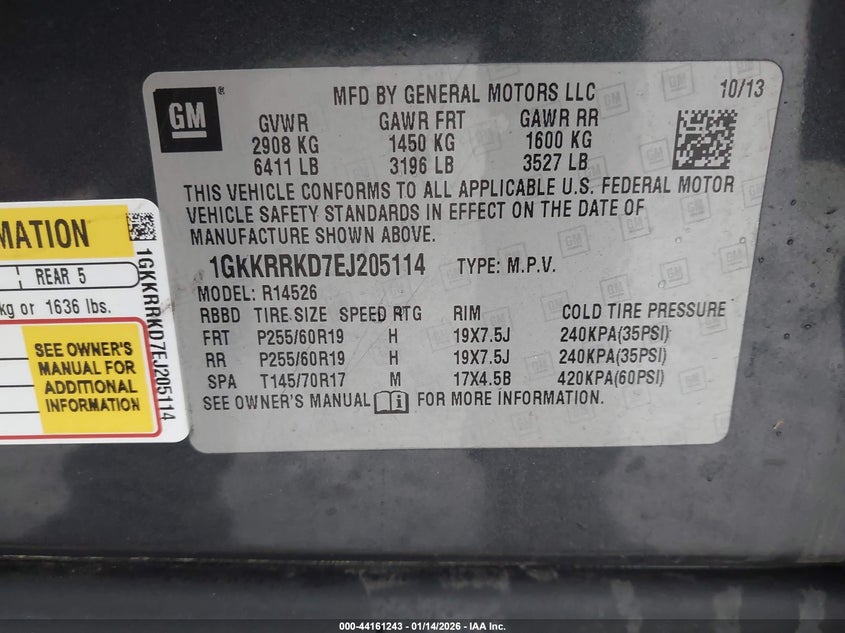 GM ®
MFD BY GENERAL MOTORS LLC
10/13
GVWR GAWR FRT GAWR RR
2908 KG 1450 KG 1600 KG
6411 LB 3196 LB 3527 LB
THIS VEHICLE CONFORMS TO ALL APPLICABLE U.S. FEDERAL MOTOR
VEHICLE SAFETY STANDARDS IN EFFECT ON THE DATE OF
MANUFACTURE SHOWN ABOVE.
1GKKRRKD7EJ205114 TYPE: M.P.V.
MODEL: R14526
RBBD TIRE SIZE SPEED RTG RIM COLD TIRE PRESSURE
FRT P255/60R19 H 19X7.5J 240KPA(35PSI)
RR P255/60R19 H 19X7.5J 240KPA(35PSI)
SPA T145/70R17 M 17X4.5B 420KPA(60PSI)
SEE OWNER'S MANUAL i FOR MORE INFORMATION.
MATION
REAR 5
kg or 1636 lbs.
SEE OWNER'S
MANUAL FOR
ADDITIONAL
INFORMATION
1GKKRRKD7EJ205114
000-44161243 - 01/14/2026 - IAA Inc.